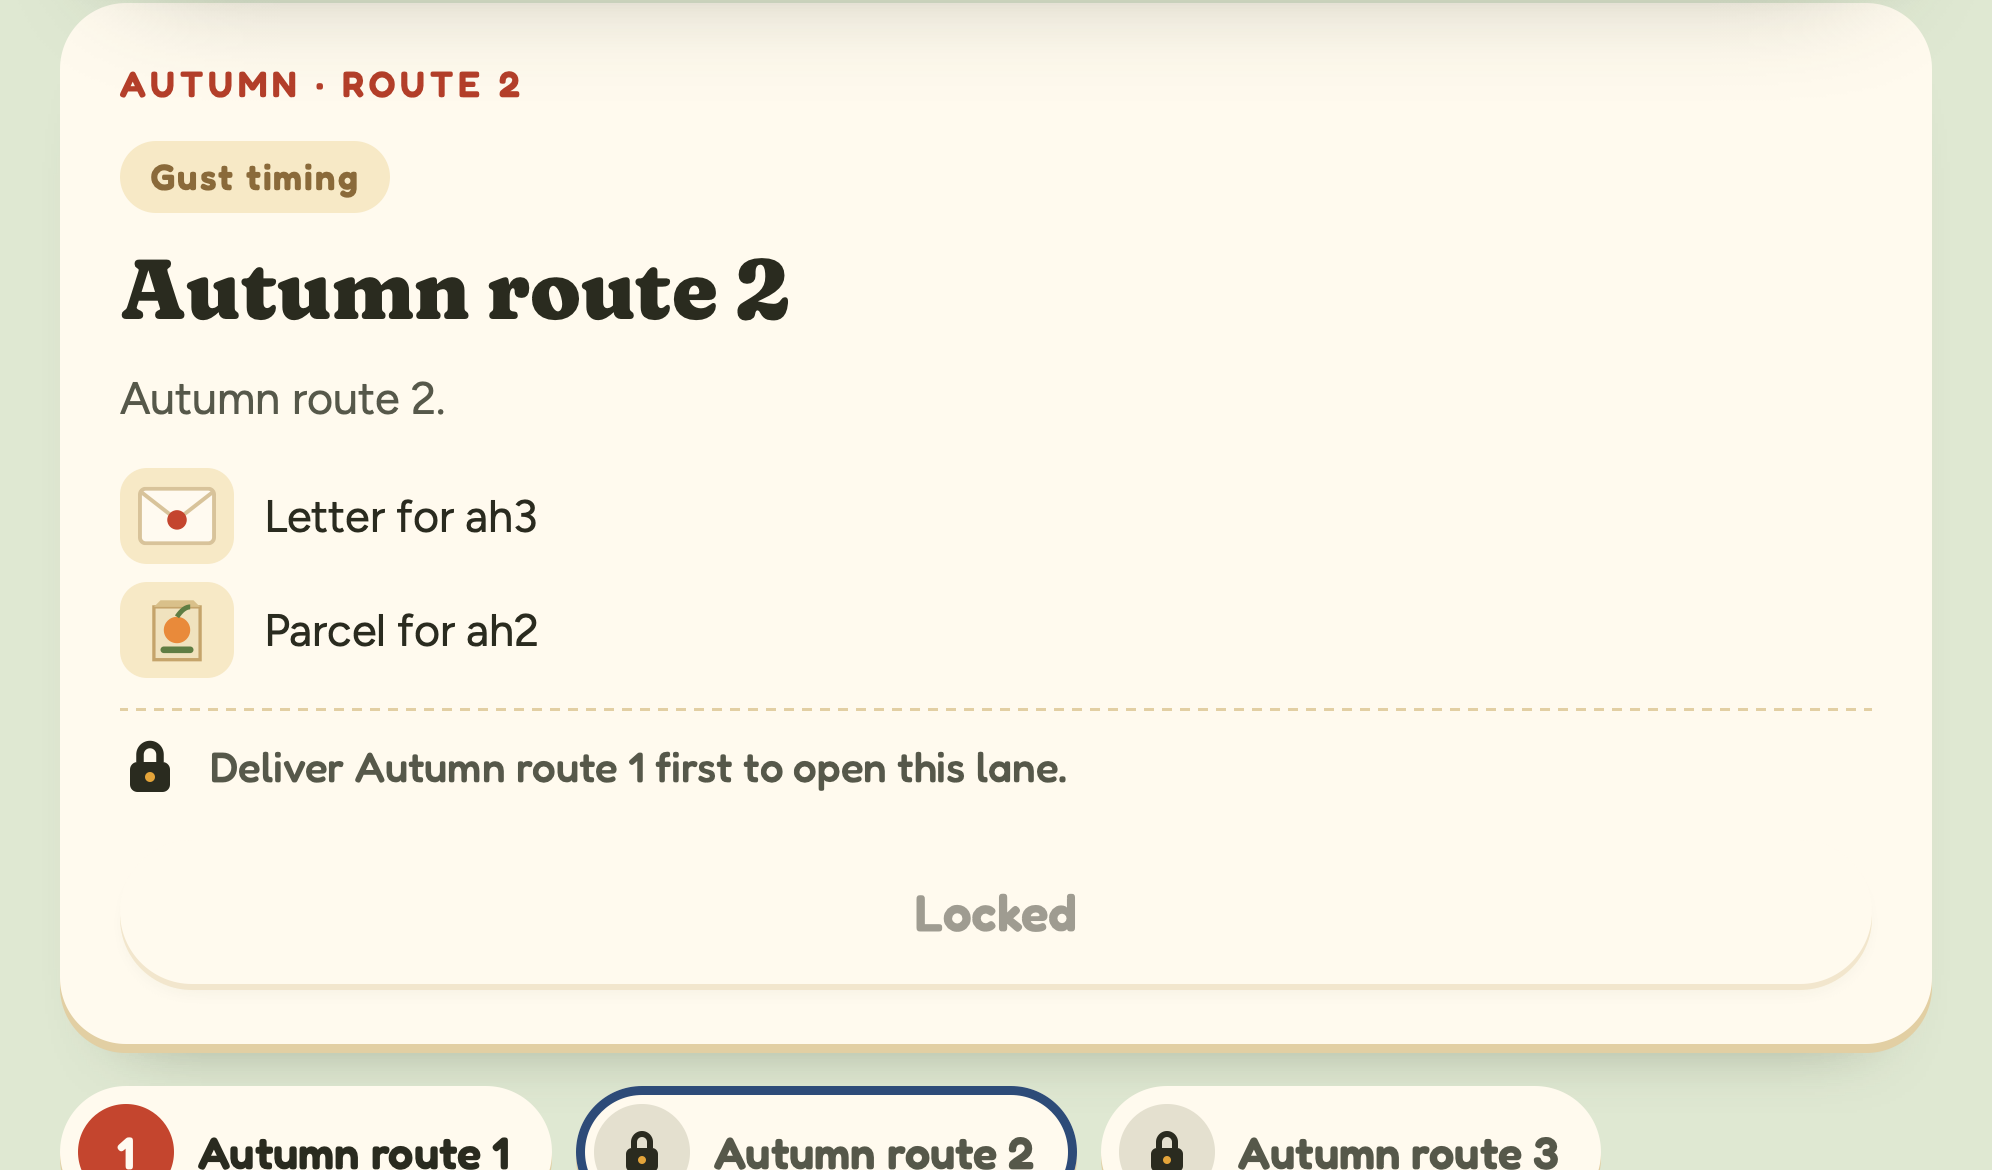 AUTUMN · ROUTE 2
Gust timing
Autumn route 2
Autumn route 2.
Letter for ah3
Parcel for ah2
Deliver Autumn route 1 first to open this lane.
Locked
1 Autumn route 1
Autumn route 2
Autumn route 3